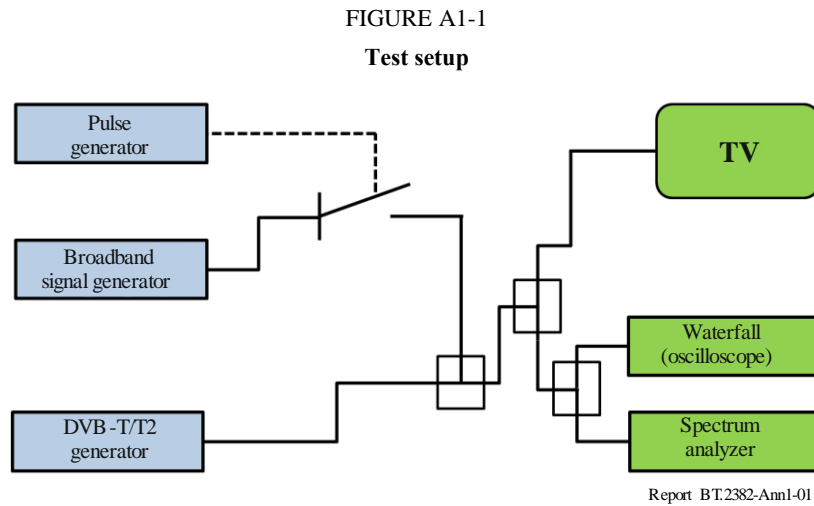 FIGURE A1-1
Test setup
Pulse
generator
TV
Broadband
signal generator
Waterfall
(oscilloscope)
DVB -T/T2
generator
Spectrum
analyzer
Report BT.2382-Ann1-01